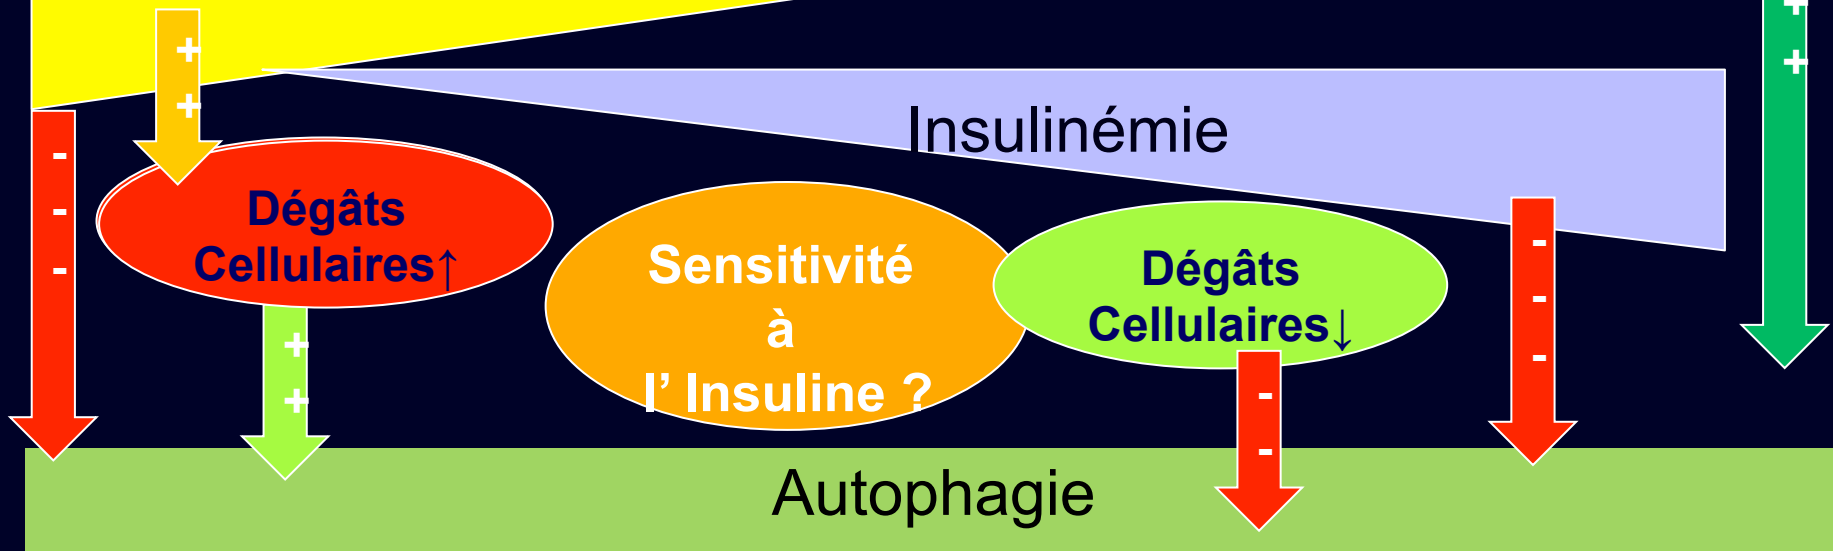 +
+
+
+
Insulinémie
-
-
-
Dégâts
Cellulaires↑
Sensitivité
à
l’ Insuline ?
Dégâts
Cellulaires↓
-
-
-
+
+
-
-
Autophagie